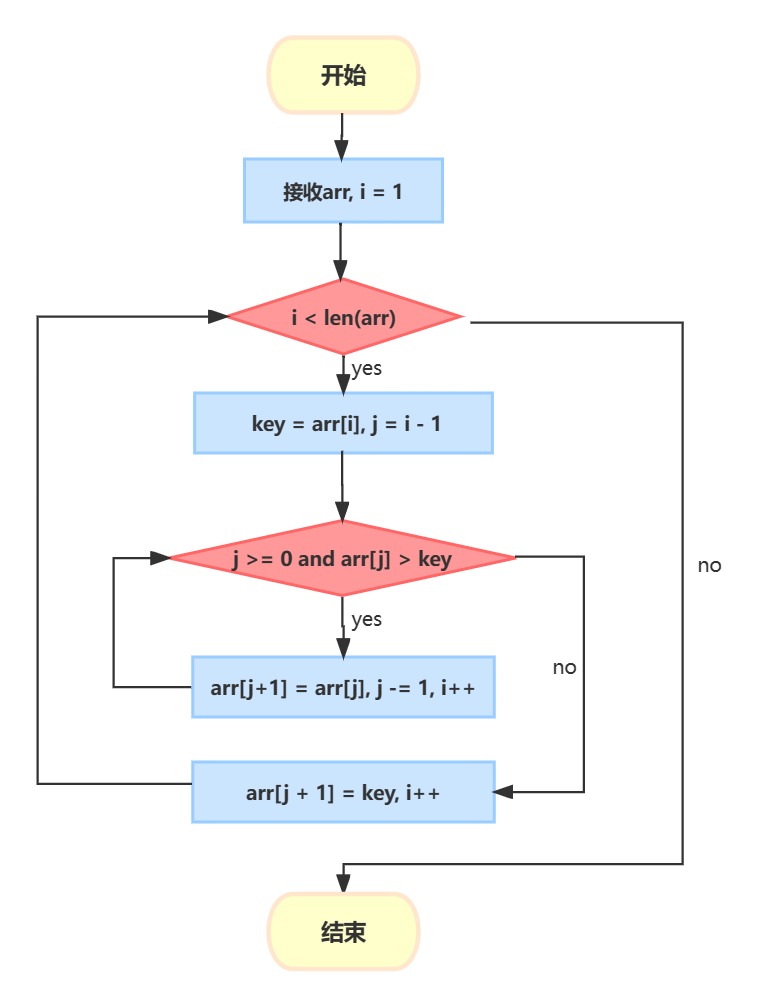 开始
接收arr, i = 1
i < len(arr)
yes
key = arr[i], j = i - 1
j >= 0 and arr[j] > key
no
yes
no
arr[j+1] = arr[j], j -= 1, i++
arr[j + 1] = key, i++
结束